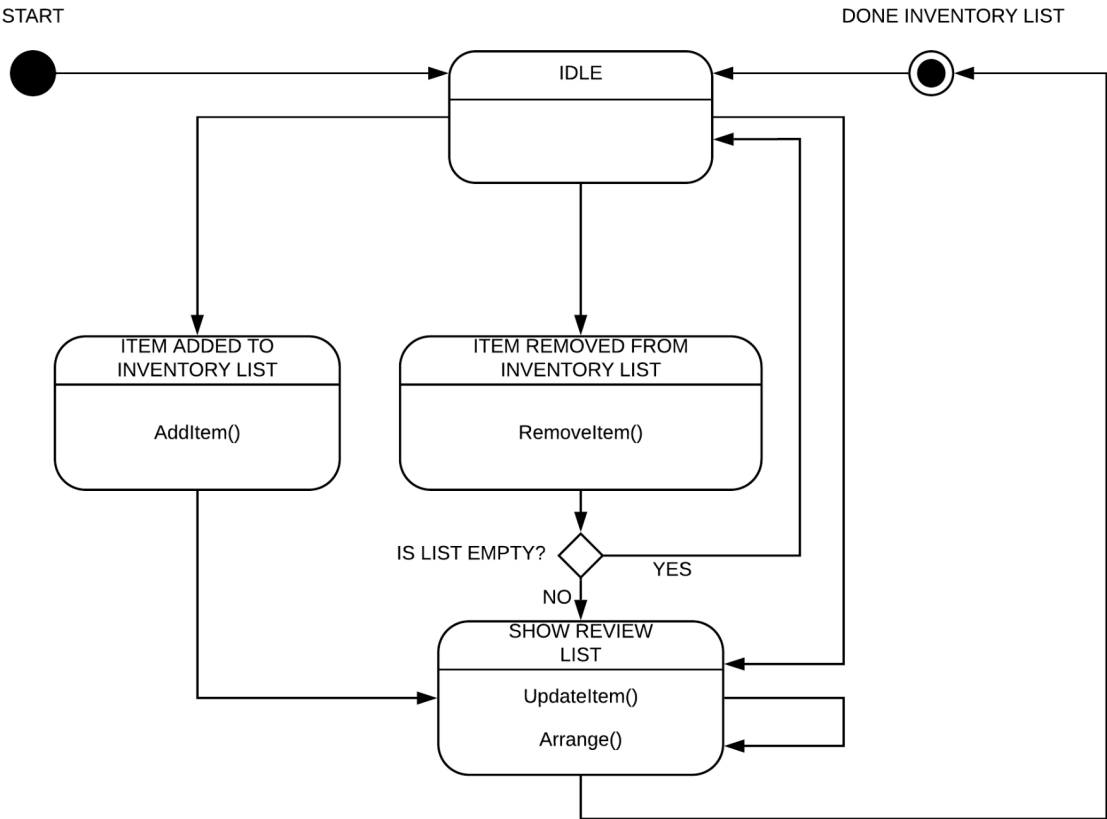 START
DONE INVENTORY LIST
IDLE
ITEM ADDED TO
INVENTORY LIST
AddItem()
ITEM REMOVED FROM
INVENTORY LIST
RemoveItem()
IS LIST EMPTY?
YES
NO
SHOW REVIEW
LIST
UpdateItem()
Arrange()